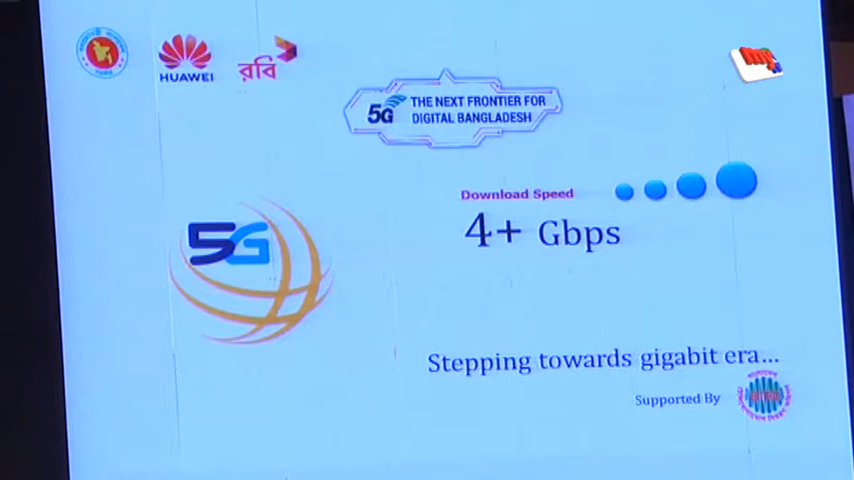 HUAWEI
রবি
my
5G THE NEXT FRONTIER FOR
DIGITAL BANGLADESH
Download Speed
4+ Gbps
5G
Stepping towards gigabit era...
Supported By